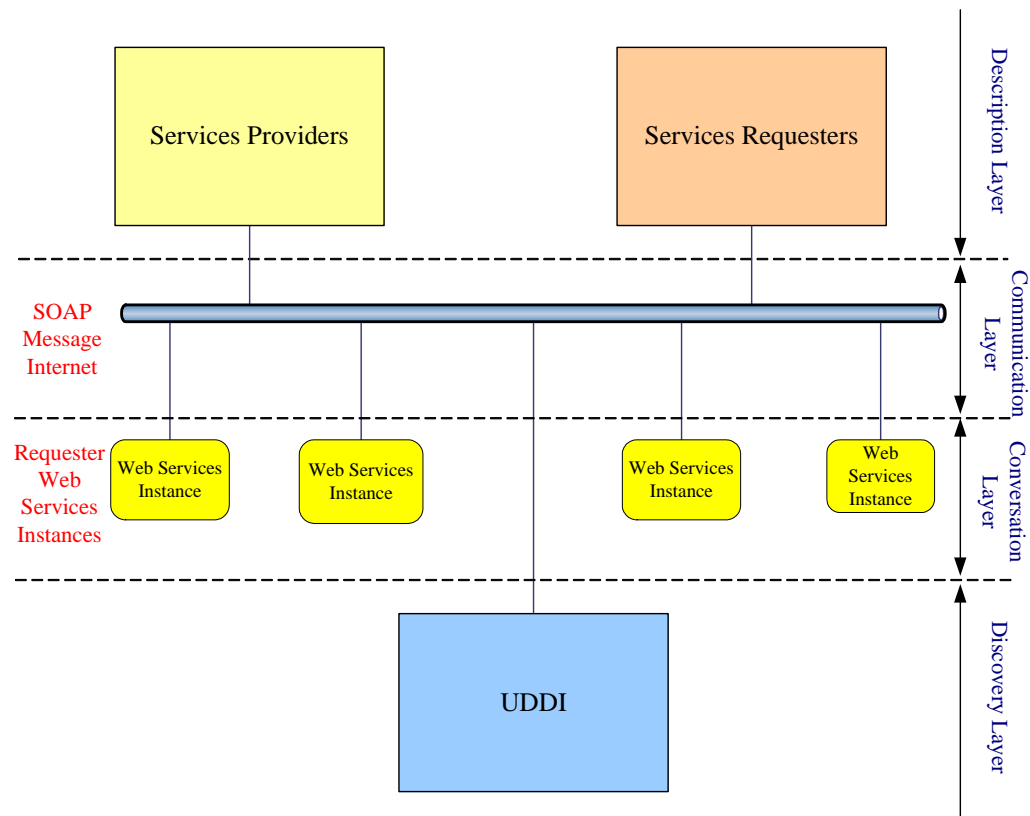 Services Providers
Services Requesters
Description Layer
SOAP
Message
Internet
Communication
Layer
Requester
Web
Services
Instances
Web Services
Instance
Web Services
Instance
Web Services
Instance
Web
Services
Instance
Conversation
Layer
UDDI
Discovery Layer